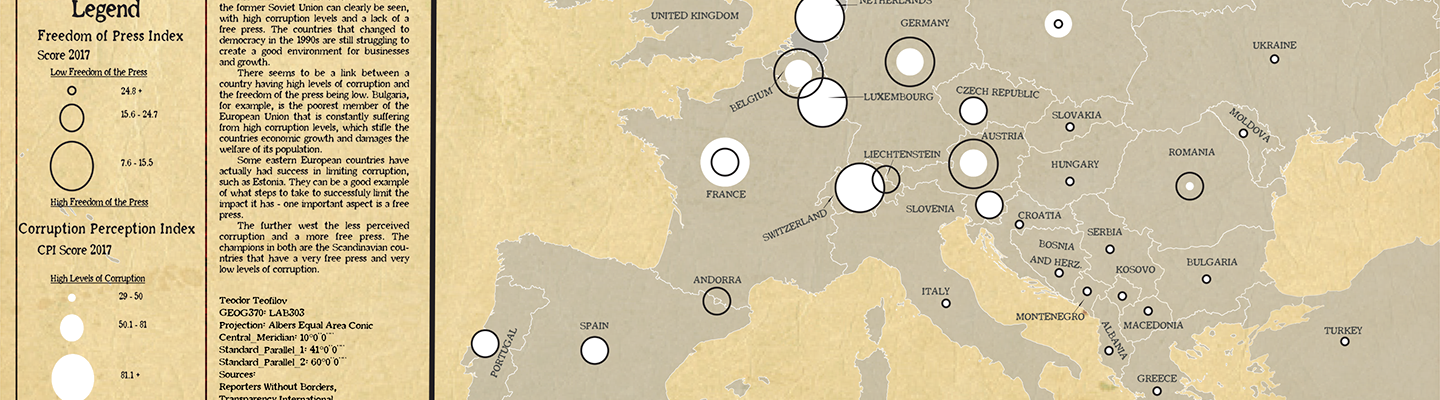 Legend
Freedom of Press Index
Score 2017
Low Freedom of the Press
24.8 +
15.6 - 24.7
7.6 - 15.5
High Freedom of the Press
Corruption Perception Index
CPI Score 2017
High Levels of Corruption
29 - 50
50.1 - 81
81.1 +
the former Soviet Union can clearly be seen,
with high corruption levels and a lack of a
free press. The countries that changed to
democracy in the 1990s are still struggling to
create a good environment for businesses
and growth.
There seems to be a link between a
country having high levels of corruption and
the freedom of the press being low. Bulgaria,
for example, is the poorest member of the
European Union that is constantly suffering
from high corruption levels, which stifle the
countries economic growth and damages the
welfare of its population.
Some eastern European countries have
actually had success in limiting corruption,
such as Estonia. They can be a good example
of what steps to take to successfuly limit the
impact it has - one important aspect is a free
press.
The further west the less perceived
corruption and a more free press. The
champions in both are the Scandinavian cou-
ntries that have a very free press and very
low levels of corruption.
Teodor Teofilov
GEOG370: LAB303
Projection: Albers Equal Area Conic
Central_Meridian: 10°0'0"
Standard_Parallel_1: 41°0'0"
Standard_Parallel_2: 60°0'0"
Sources:
Reporters Without Borders,
Transparency International
NETHERLANDS
UNITED KINGDOM
GERMANY
UKRAINE
BELGIUM
LUXEMBOURG
CZECH REPUBLIC
SLOVAKIA
MOLDOVA
AUSTRIA
LIECHTENSTEIN
HUNGARY
ROMANIA
FRANCE
SWITZERLAND
SLOVENIA
CROATIA
SERBIA
BOSNIA
AND HERZ.
KOSOVO
BULGARIA
ANDORRA
ITALY
MONTENEGRO
MACEDONIA
ALBANIA
PORTUGAL
SPAIN
TURKEY
GREECE